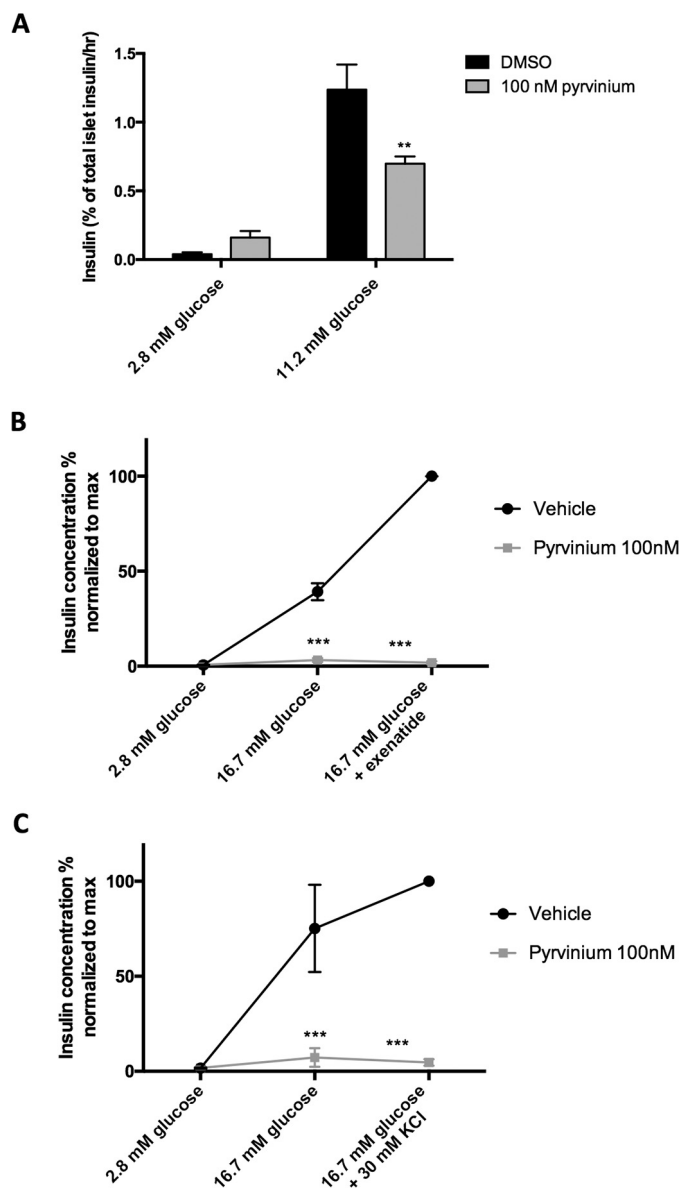 A
Insulin (% of total islet insulin/hr)
1.5
1.0
0.5
0.0
**
DMSO
100 nM pyrvinium
2.8 mM glucose
11.2 mM glucose
B
Insulin concentration %
normalized to max
100
50
0
***
***
Vehicle
Pyrvinium 100nM
2.8 mM glucose
16.7 mM glucose
16.7 mM glucose
+ exenatide
C
Insulin concentration %
normalized to max
100
50
0
***
***
Vehicle
Pyrvinium 100nM
2.8 mM glucose
16.7 mM glucose
16.7 mM glucose
+ 30 mM KCl